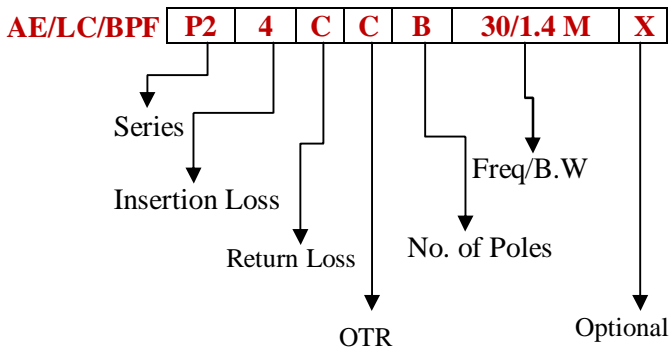 AE/LC/BPF P2 4 C C B 30/1.4 M X
Series
Freq/B.W
Insertion Loss
No. of Poles
Return Loss
OTR
Optional